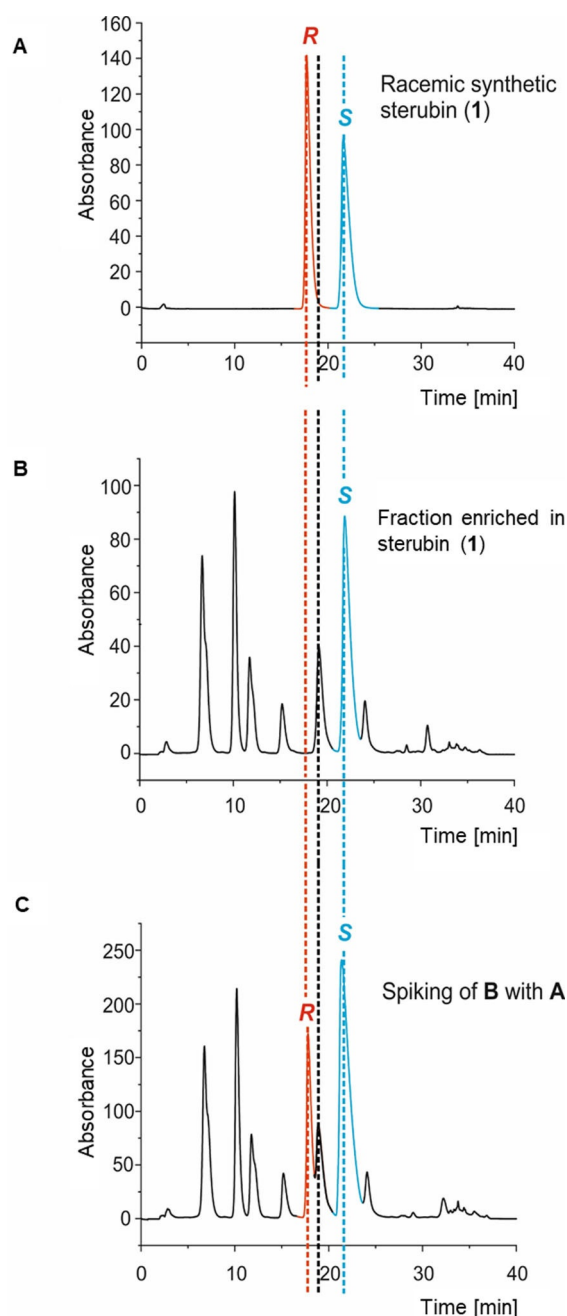 A
R
Racemic synthetic
sterubin (1)
S
Absorbance
160
140
120
100
80
60
40
20
0
0 10 20 30 40
Time [min]
B
S
Fraction enriched in
sterubin (1)
Absorbance
100
80
60
40
20
0
0 10 20 30 40
Time [min]
C
S
Spiking of B with A
R
Absorbance
250
225
150
100
50
0
0 10 20 30 40
Time [min]